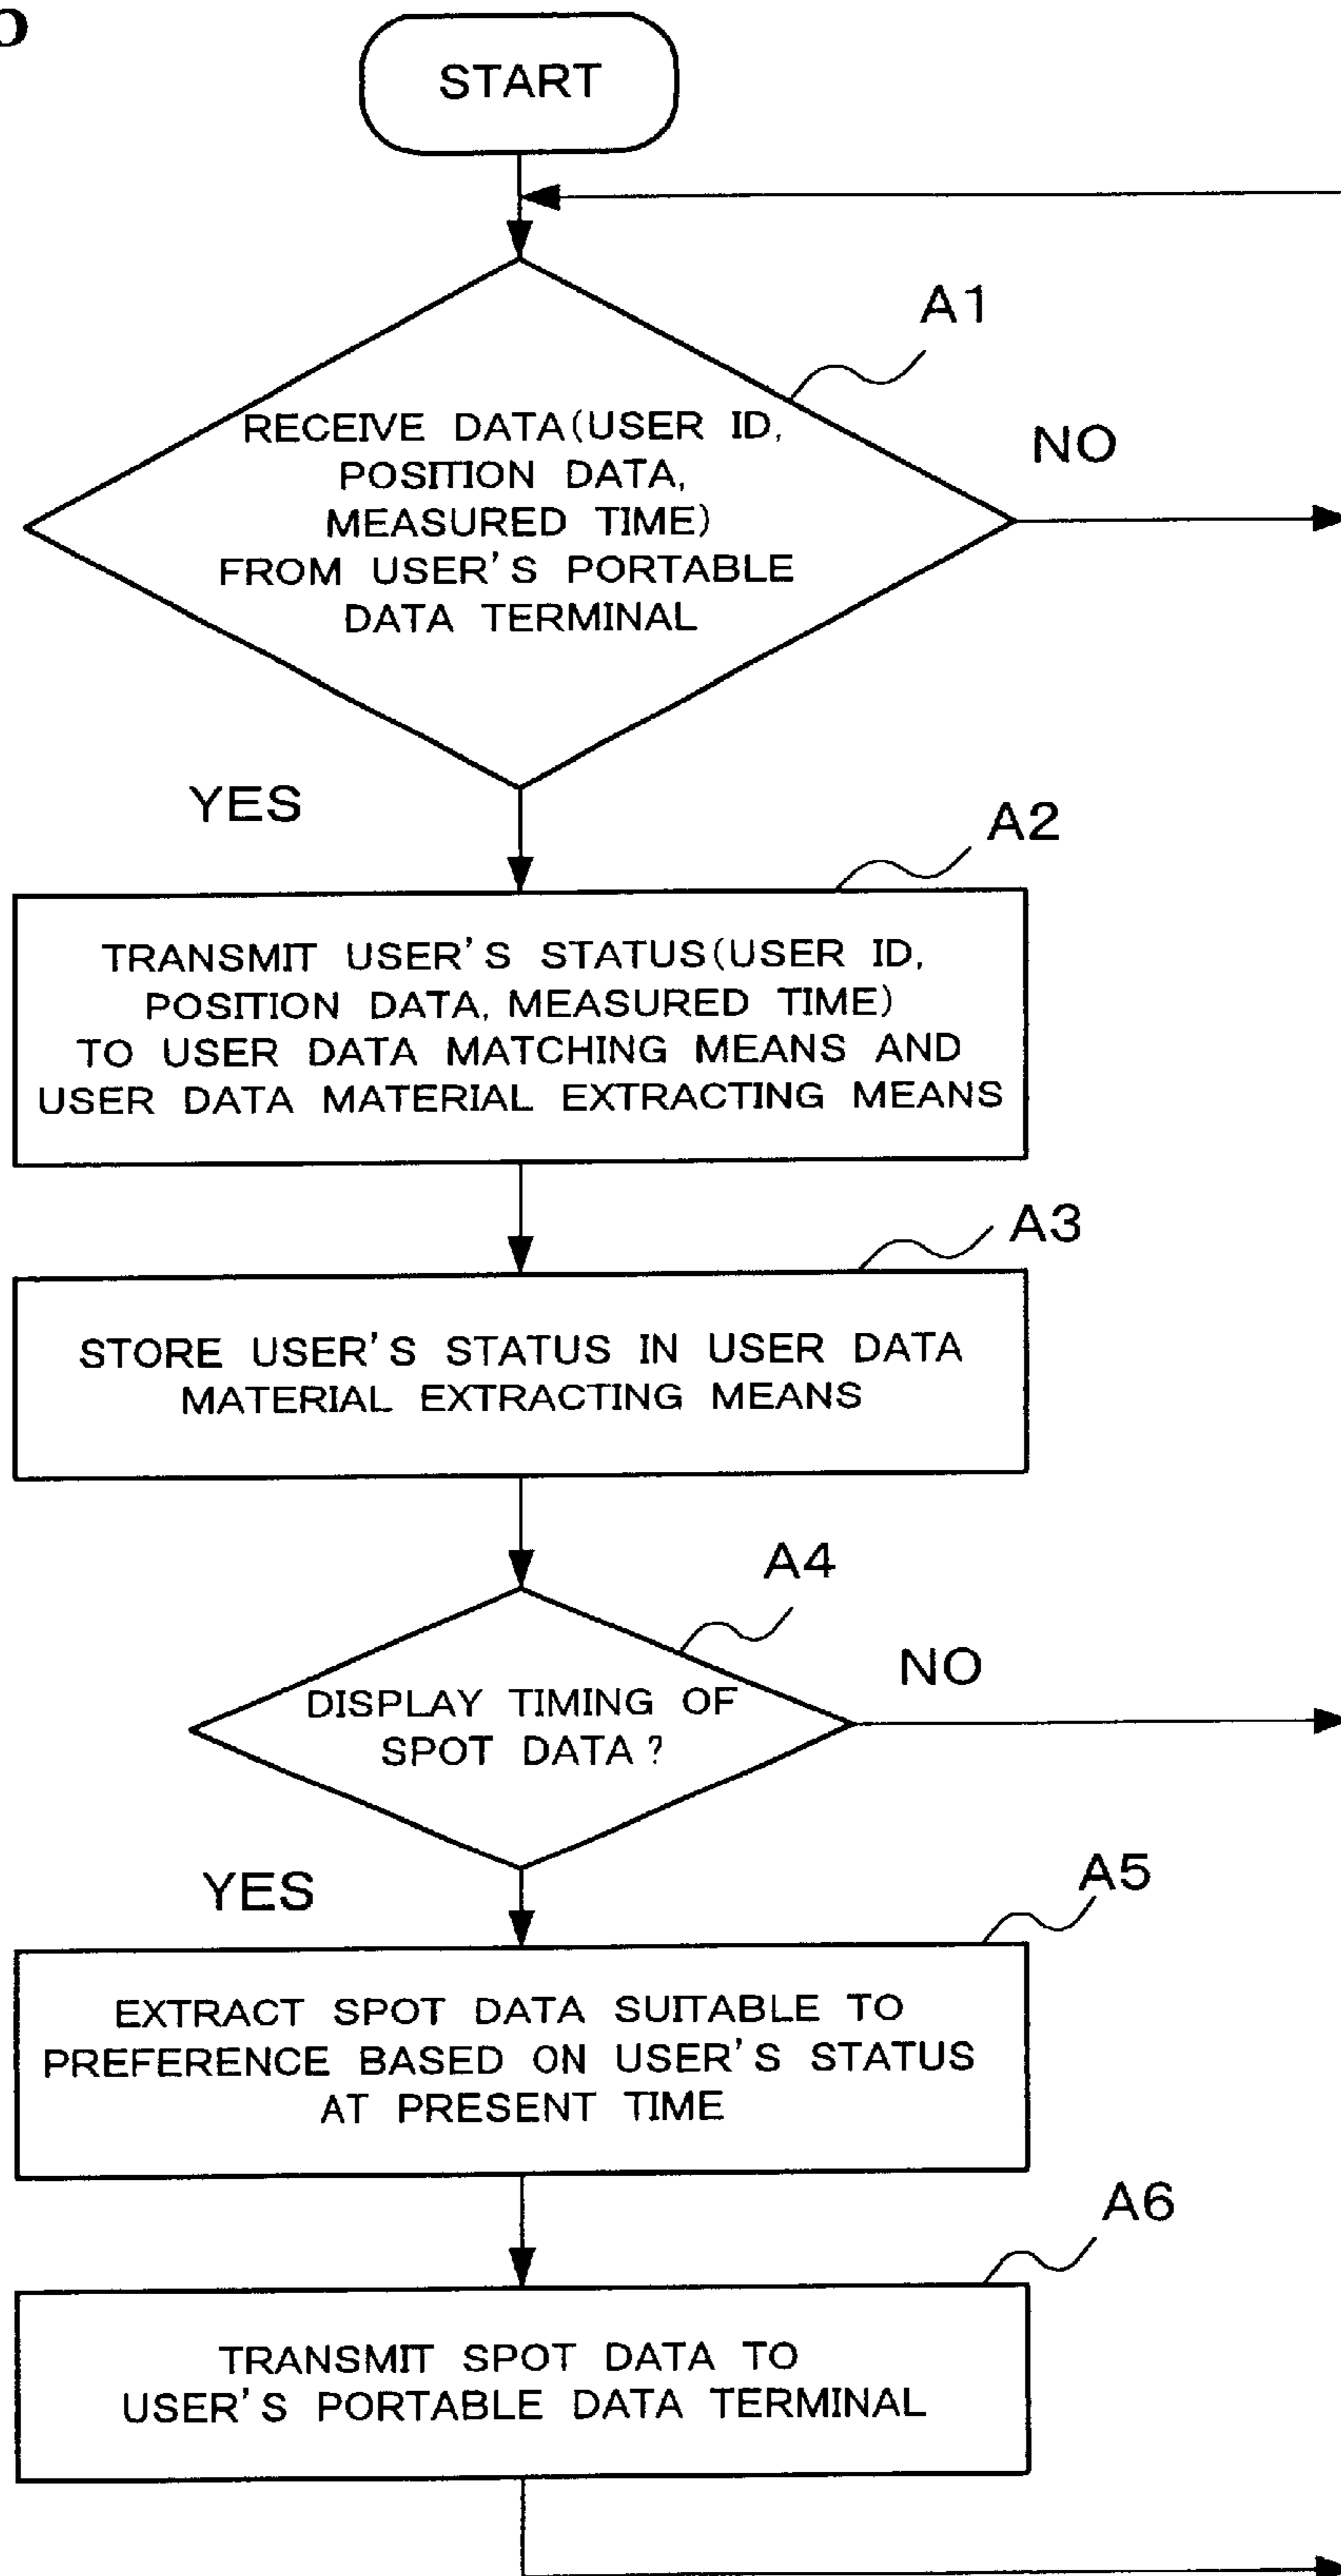 START
A1
RECEIVE DATA(USER ID,
POSITION DATA,
MEASURED TIME)
FROM USER'S PORTABLE
DATA TERMINAL
NO
YES
A2
TRANSMIT USER'S STATUS(USER ID,
POSITION DATA, MEASURED TIME)
TO USER DATA MATCHING MEANS AND
USER DATA MATERIAL EXTRACTING MEANS
A3
STORE USER'S STATUS IN USER DATA
MATERIAL EXTRACTING MEANS
A4
DISPLAY TIMING OF
SPOT DATA?
NO
YES
A5
EXTRACT SPOT DATA SUITABLE TO
PREFERENCE BASED ON USER'S STATUS
AT PRESENT TIME
A6
TRANSMIT SPOT DATA TO
USER'S PORTABLE DATA TERMINAL